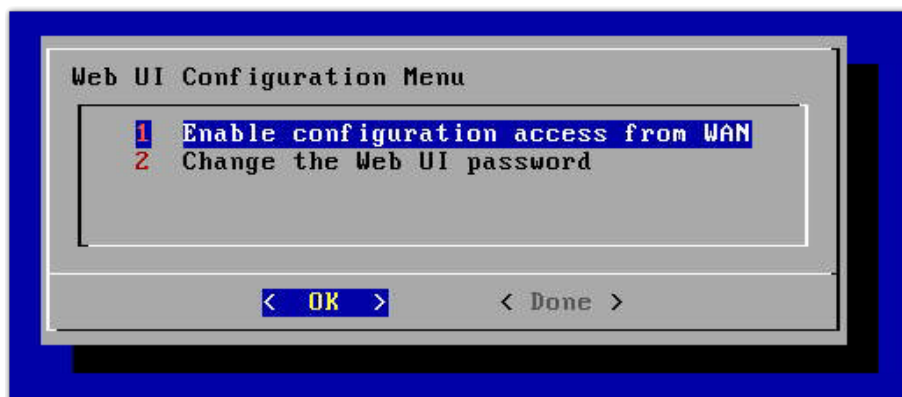 Web UI Configuration Menu
1 Enable configuration access from WAN
2 Change the Web UI password
< OK > < Done >